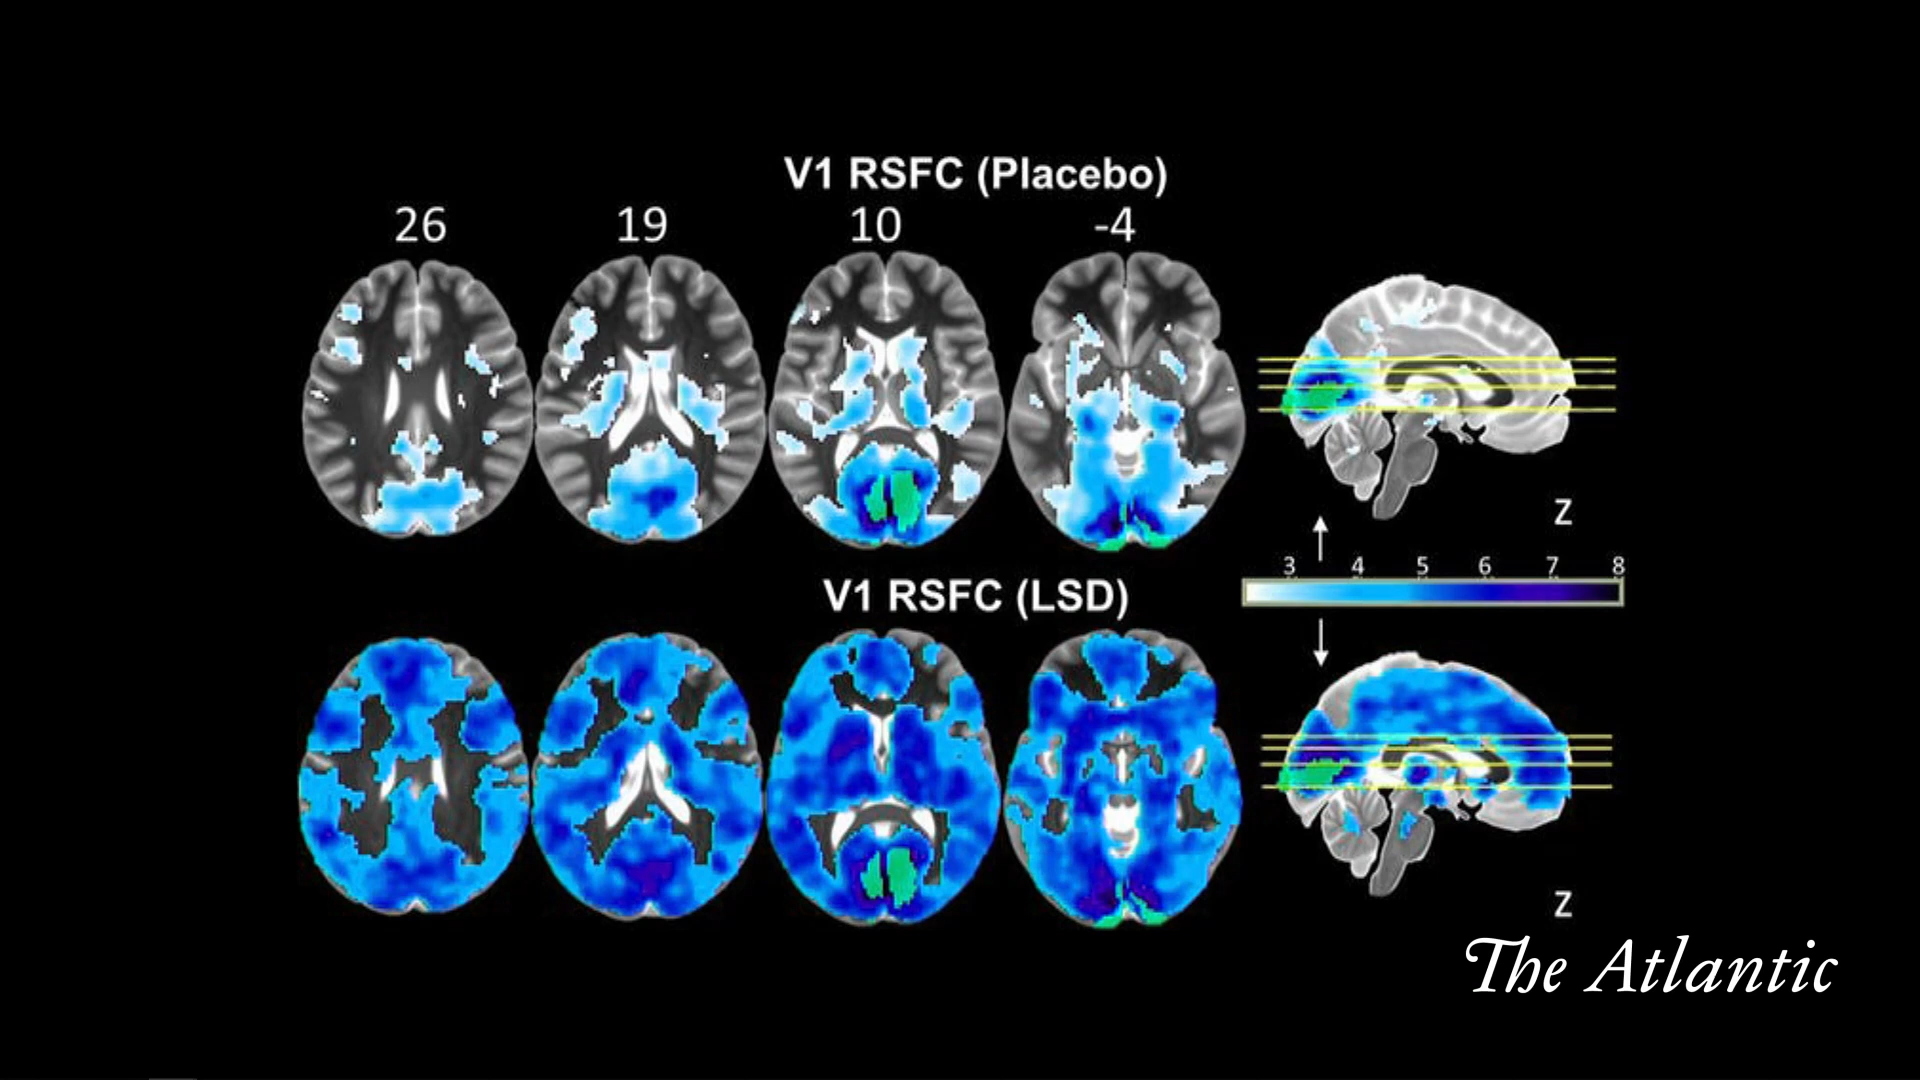 V1 RSFC (Placebo)
26 19 10 -4
Z
3 4 5 6 7 8
V1 RSFC (LSD)
Z
The Atlantic